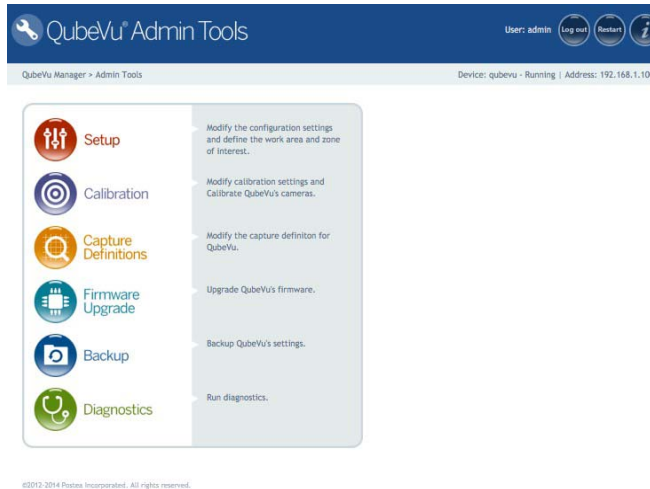 QubeVu® Admin Tools
User: admin
Log out
Restart
i
QubeVu Manager > Admin Tools
Device: qubevu - Running | Address: 192.168.1.10
Setup
Modify the configuration settings
and define the work area and zone
of interest.
Calibration
Modify calibration settings and
Calibrate QubeVu's cameras.
Capture
Definitions
Modify the capture definiton for
QubeVu.
Firmware
Upgrade
Upgrade QubeVu's firmware.
Backup
Backup QubeVu's settings.
Diagnostics
Run diagnostics.
©2012-2014 Postea Incorporated. All rights reserved.